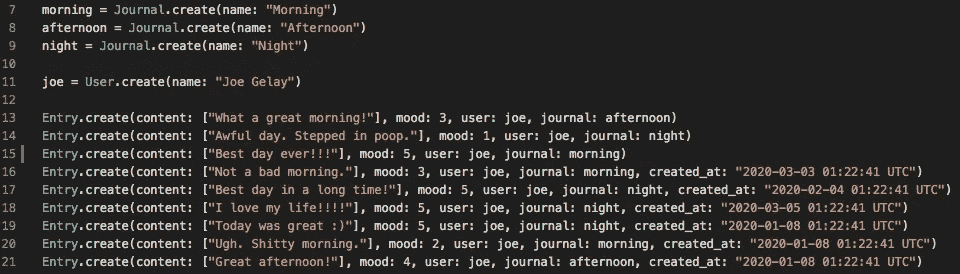 7 morning = Journal.create(name: "Morning")
8 afternoon = Journal.create(name: "Afternoon")
9 night = Journal.create(name: "Night")
10
11 joe = User.create(name: "Joe Gelay")
12
13 Entry.create(content: ["What a great morning!"], mood: 3, user: joe, journal: afternoon)
14 Entry.create(content: ["Awful day. Stepped in poop."], mood: 1, user: joe, journal: night)
15 Entry.create(content: ["Best day ever!!!"], mood: 5, user: joe, journal: morning)
16 Entry.create(content: ["Not a bad morning."], mood: 3, user: joe, journal: morning, created_at: "2020-03-03 01:22:41 UTC")
17 Entry.create(content: ["Best day in a long time!"], mood: 5, user: joe, journal: night, created_at: "2020-02-04 01:22:41 UTC")
18 Entry.create(content: ["I love my life!!!!"], mood: 5, user: joe, journal: night, created_at: "2020-03-05 01:22:41 UTC")
19 Entry.create(content: ["Today was great :)"], mood: 5, user: joe, journal: night, created_at: "2020-01-08 01:22:41 UTC")
20 Entry.create(content: ["Ugh. Shitty morning."], mood: 2, user: joe, journal: morning, created_at: "2020-01-08 01:22:41 UTC")
21 Entry.create(content: ["Great afternoon!"], mood: 4, user: joe, journal: afternoon, created_at: "2020-01-08 01:22:41 UTC")